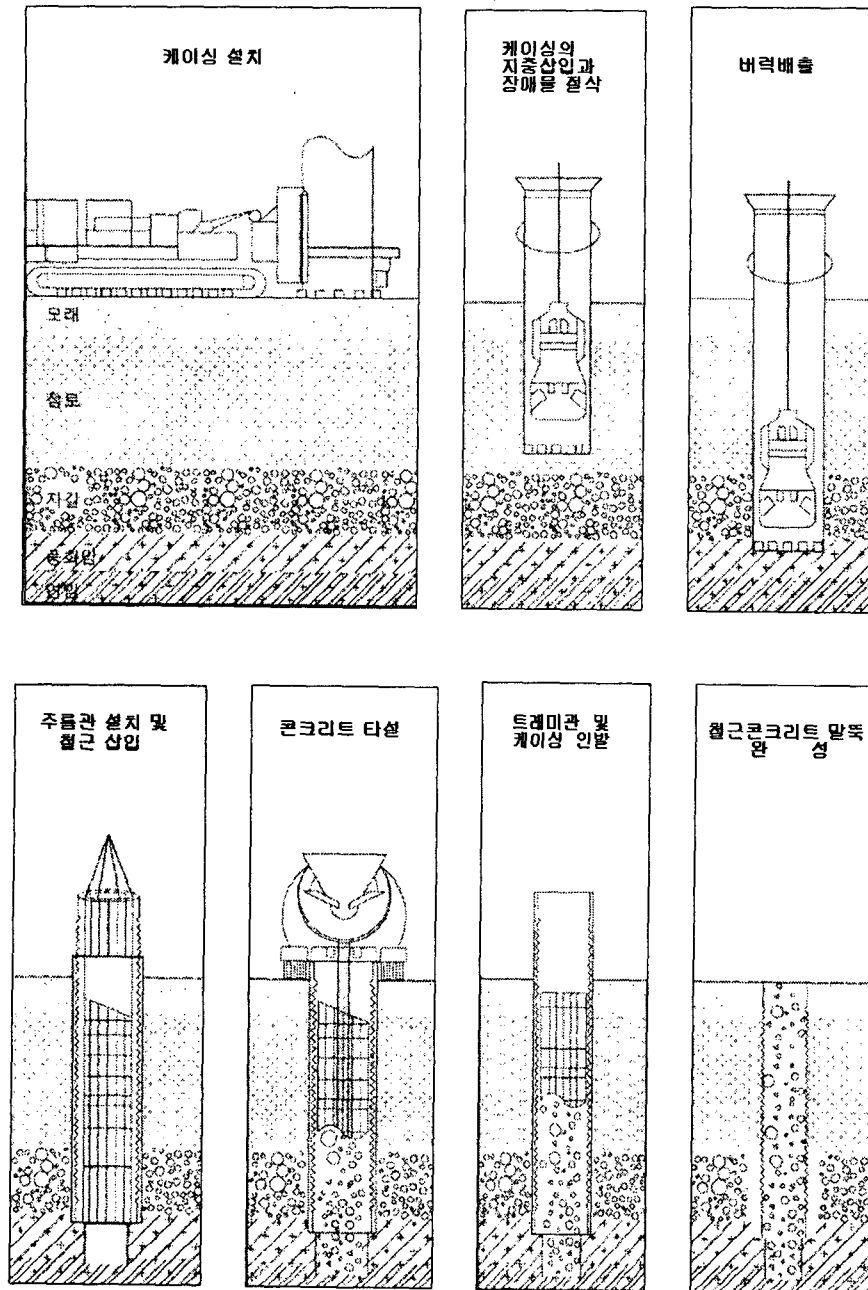 케이싱 설치
케이싱의
지중삽입과
장애물 절삭
버력배출
모래
점토
자갈
풍화암
연암
주름관 설치 및
철근 삽입
콘크리트 타설
트레미관 및
케이싱 인발
철근콘크리트 말뚝
완 성